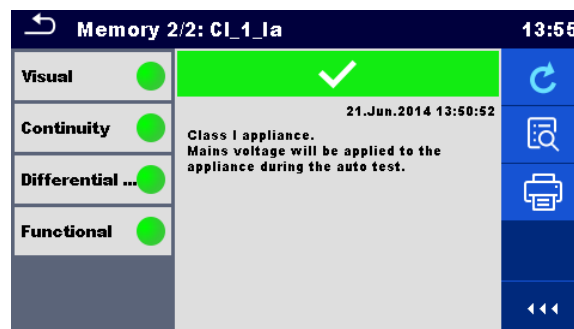 Memory 2/2: Cl_1_Ia
13:55
Visual
Continuity
Differential ...
Functional
21.Jun.2014 13:50:52
Class I appliance.
Mains voltage will be applied to the
appliance during the auto test.